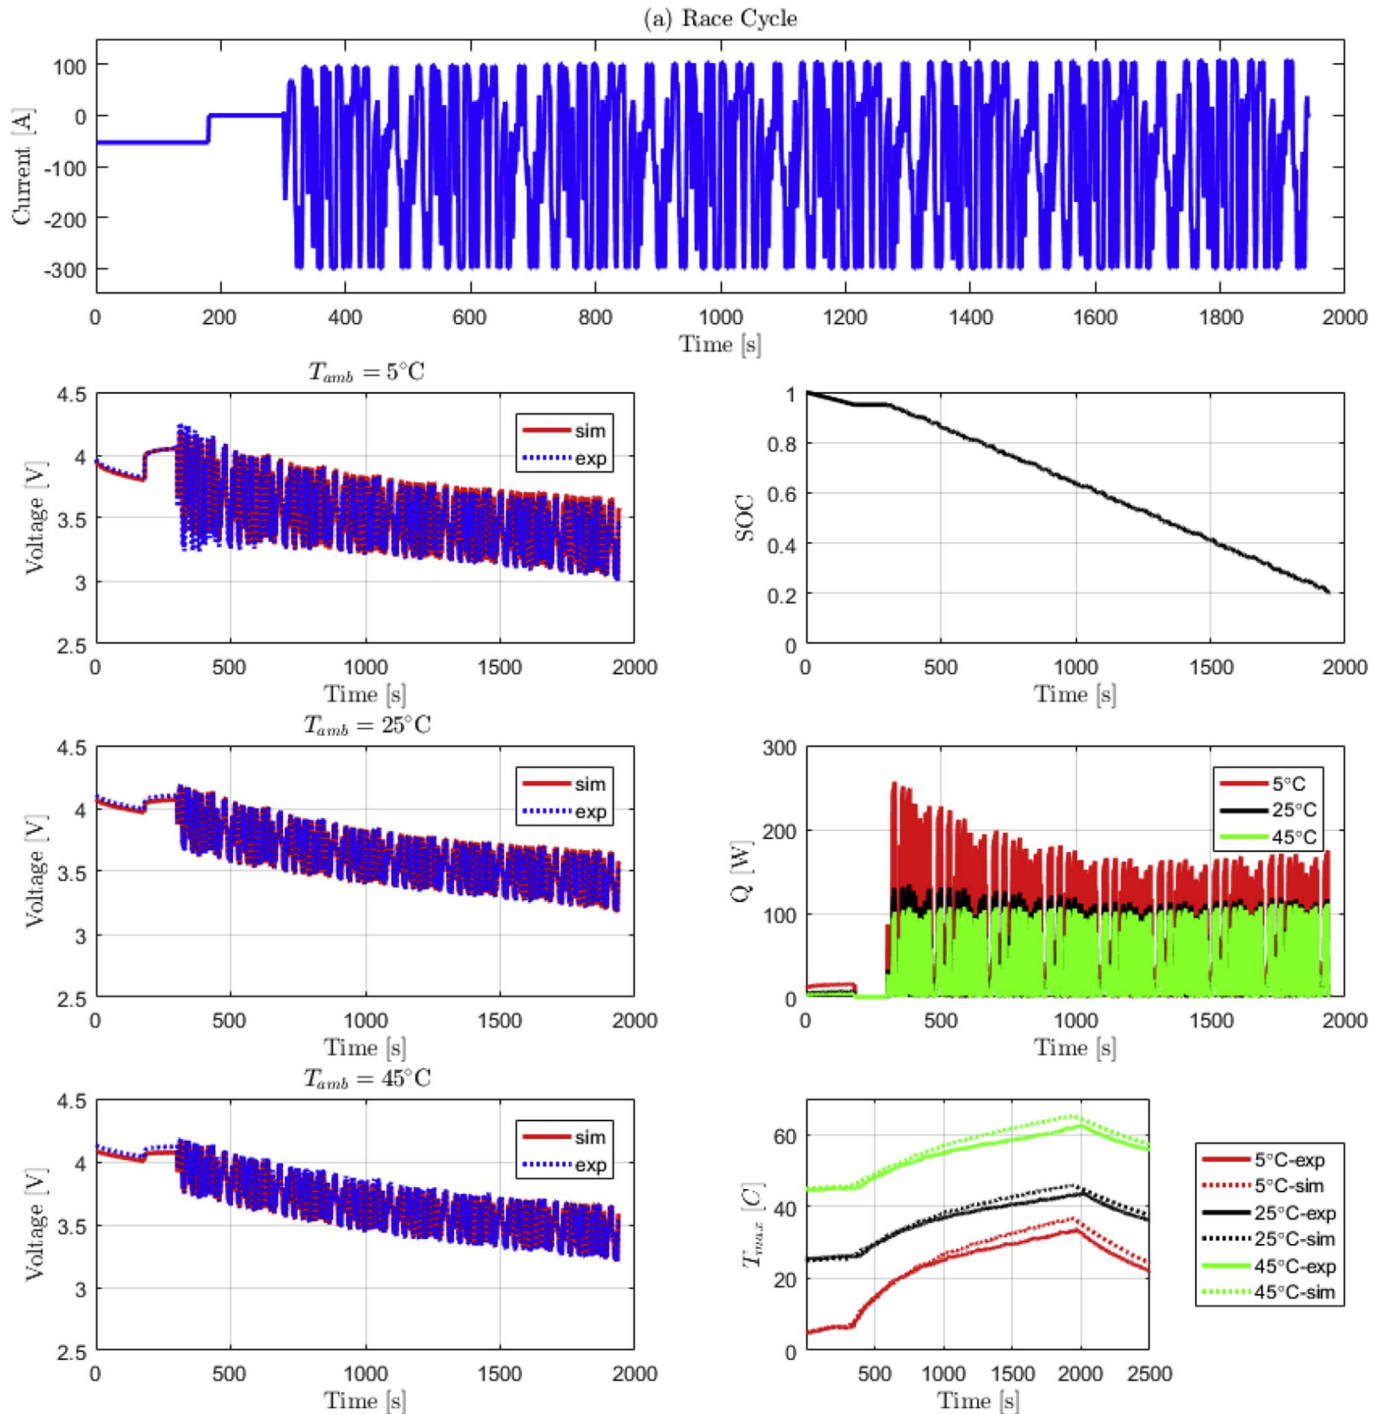 (a) Race Cycle
Current [A]
100
0
-100
-200
-300
0 200 400 600 800 1000 1200 1400 1600 1800 2000
Time [s]
T_amb = 5°C
Voltage [V]
4.5
4
3.5
3
2.5
sim
exp
0 500 1000 1500 2000
Time [s]
SOC
1
0.8
0.6
0.4
0.2
0
0 500 1000 1500 2000
Time [s]
T_amb = 25°C
Voltage [V]
4.5
4
3.5
3
2.5
sim
exp
0 500 1000 1500 2000
Time [s]
Q [W]
300
200
100
0
5°C
25°C
45°C
0 500 1000 1500 2000
Time [s]
T_amb = 45°C
Voltage [V]
4.5
4
3.5
3
2.5
sim
exp
0 500 1000 1500 2000
Time [s]
T_max [C]
60
40
20
0
500 1000 1500 2000 2500
Time [s]
5°C-exp
5°C-sim
25°C-exp
25°C-sim
45°C-exp
45°C-sim